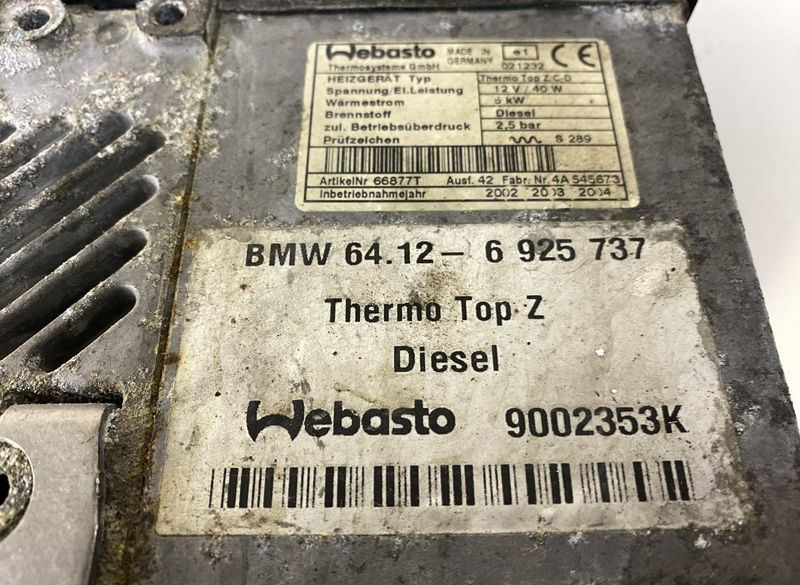 Webasto MADE IN GERMANY e1 021232 CE
Thermosysteme GmbH
HEIZGERÄT Typ Thermo Top Z/C-D
Spannung/El.Leistung 12 V / 40 W
Wärmestrom 5 kW
Brennstoff Diesel
zul. Betriebsüberdruck 2,5 bar
Prüfzeichen S 289
ArtikelNr 66877T Ausf. 42 Fabr. Nr. 4A 545673
Inbetriebnahmejahr 2002 2003 2004
BMW 64.12 – 6 925 737
Thermo Top Z
Diesel
Webasto 9002353K